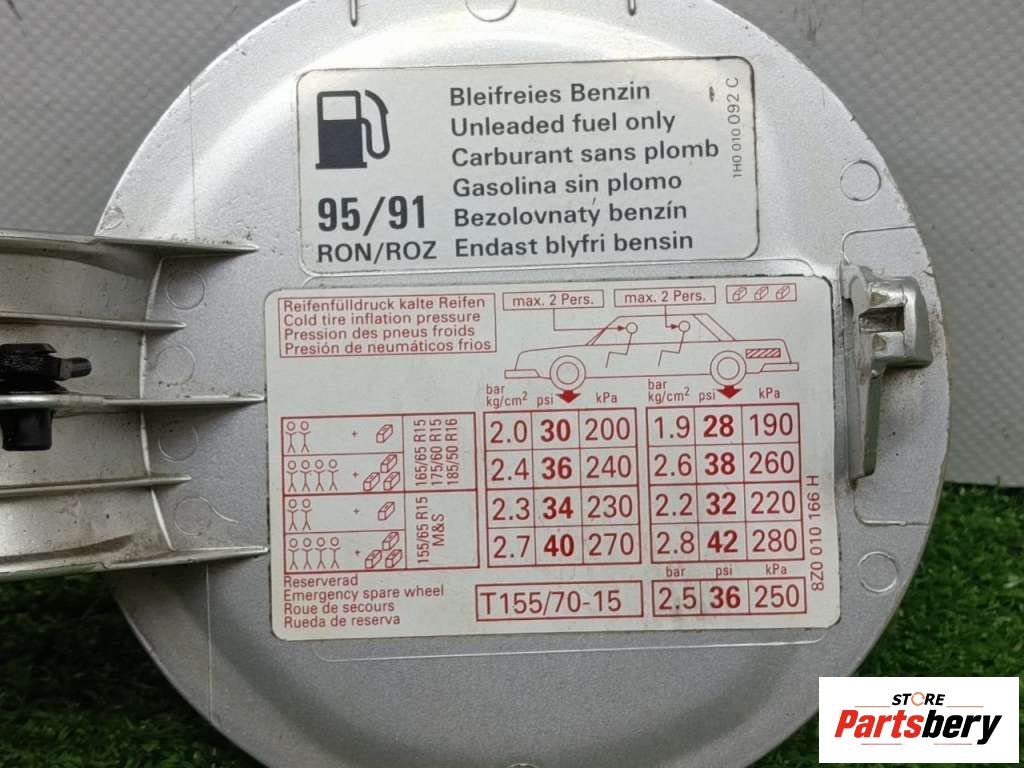 Bleifreies Benzin
Unleaded fuel only
Carburant sans plomb
Gasolina sin plomo
Bezolovnatý benzín
Endast blyfri bensin
95/91
RON/ROZ
1H0 010 092 C
Reifenfülldruck kalte Reifen
Cold tire inflation pressure
Pression des pneus froids
Presión de neumáticos frios
max. 2 Pers. max. 2 Pers.
bar kg/cm² psi kPa bar kg/cm² psi kPa
165/65 R15
175/60 R15
185/50 R16
+ 2.0 30 200 1.9 28 190
+ 2.4 36 240 2.6 38 260
155/65 R15
M&S
+ 2.3 34 230 2.2 32 220
+ 2.7 40 270 2.8 42 280
Reserverad
Emergency spare wheel
Roue de secours
Rueda de reserva
bar psi kPa
T155/70-15 2.5 36 250
8Z0 010 166 H
STORE
Partsbery